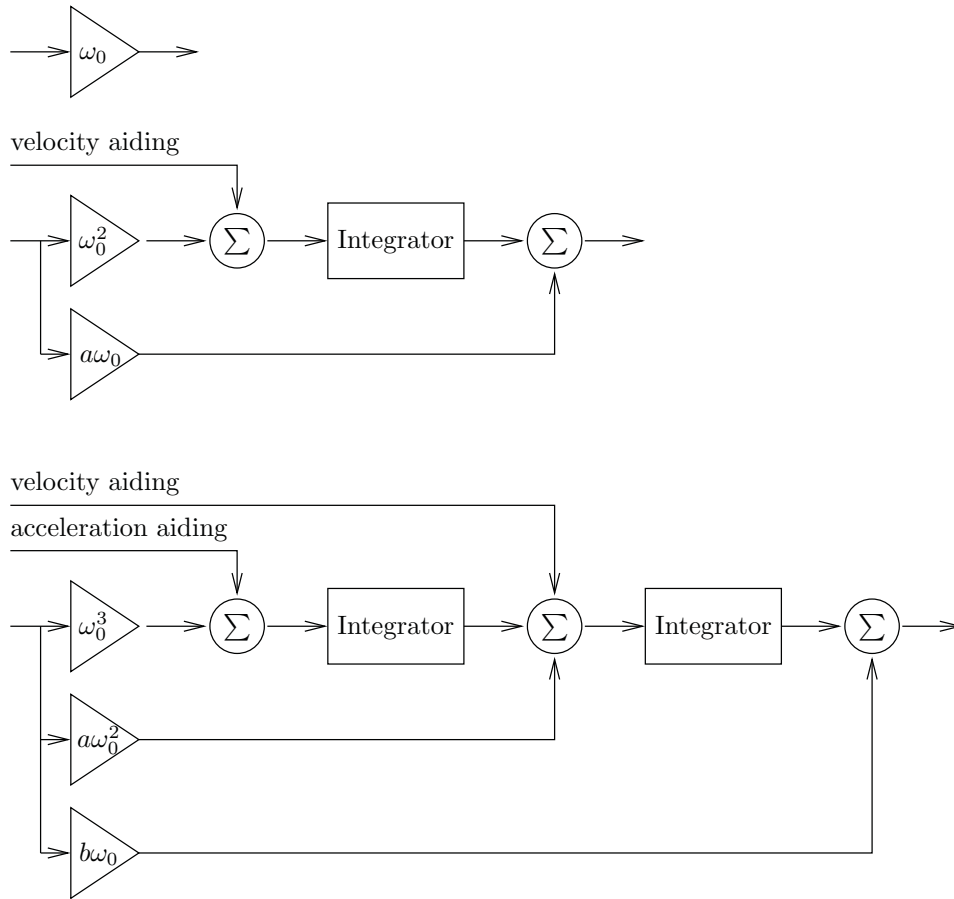 ω₀
velocity aiding
ω₀² ∑ Integrator ∑
aω₀
velocity aiding
acceleration aiding
ω₀³ ∑ Integrator ∑ Integrator ∑
aω₀²
bω₀